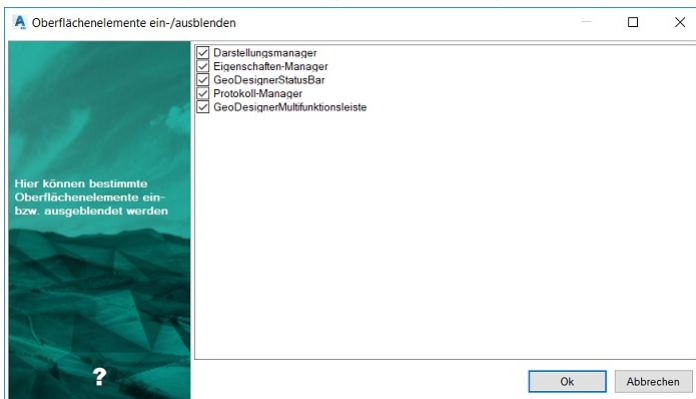 Oberflächenelemente ein-/ausblenden
Darstellungsmanager
Eigenschaften-Manager
GeoDesignerStatusBar
Protokoll-Manager
GeoDesignerMultifunktionsleiste
Hier können bestimmte
Oberflächenelemente ein-
bzw. ausgeblendet werden
?
Ok
Abbrechen